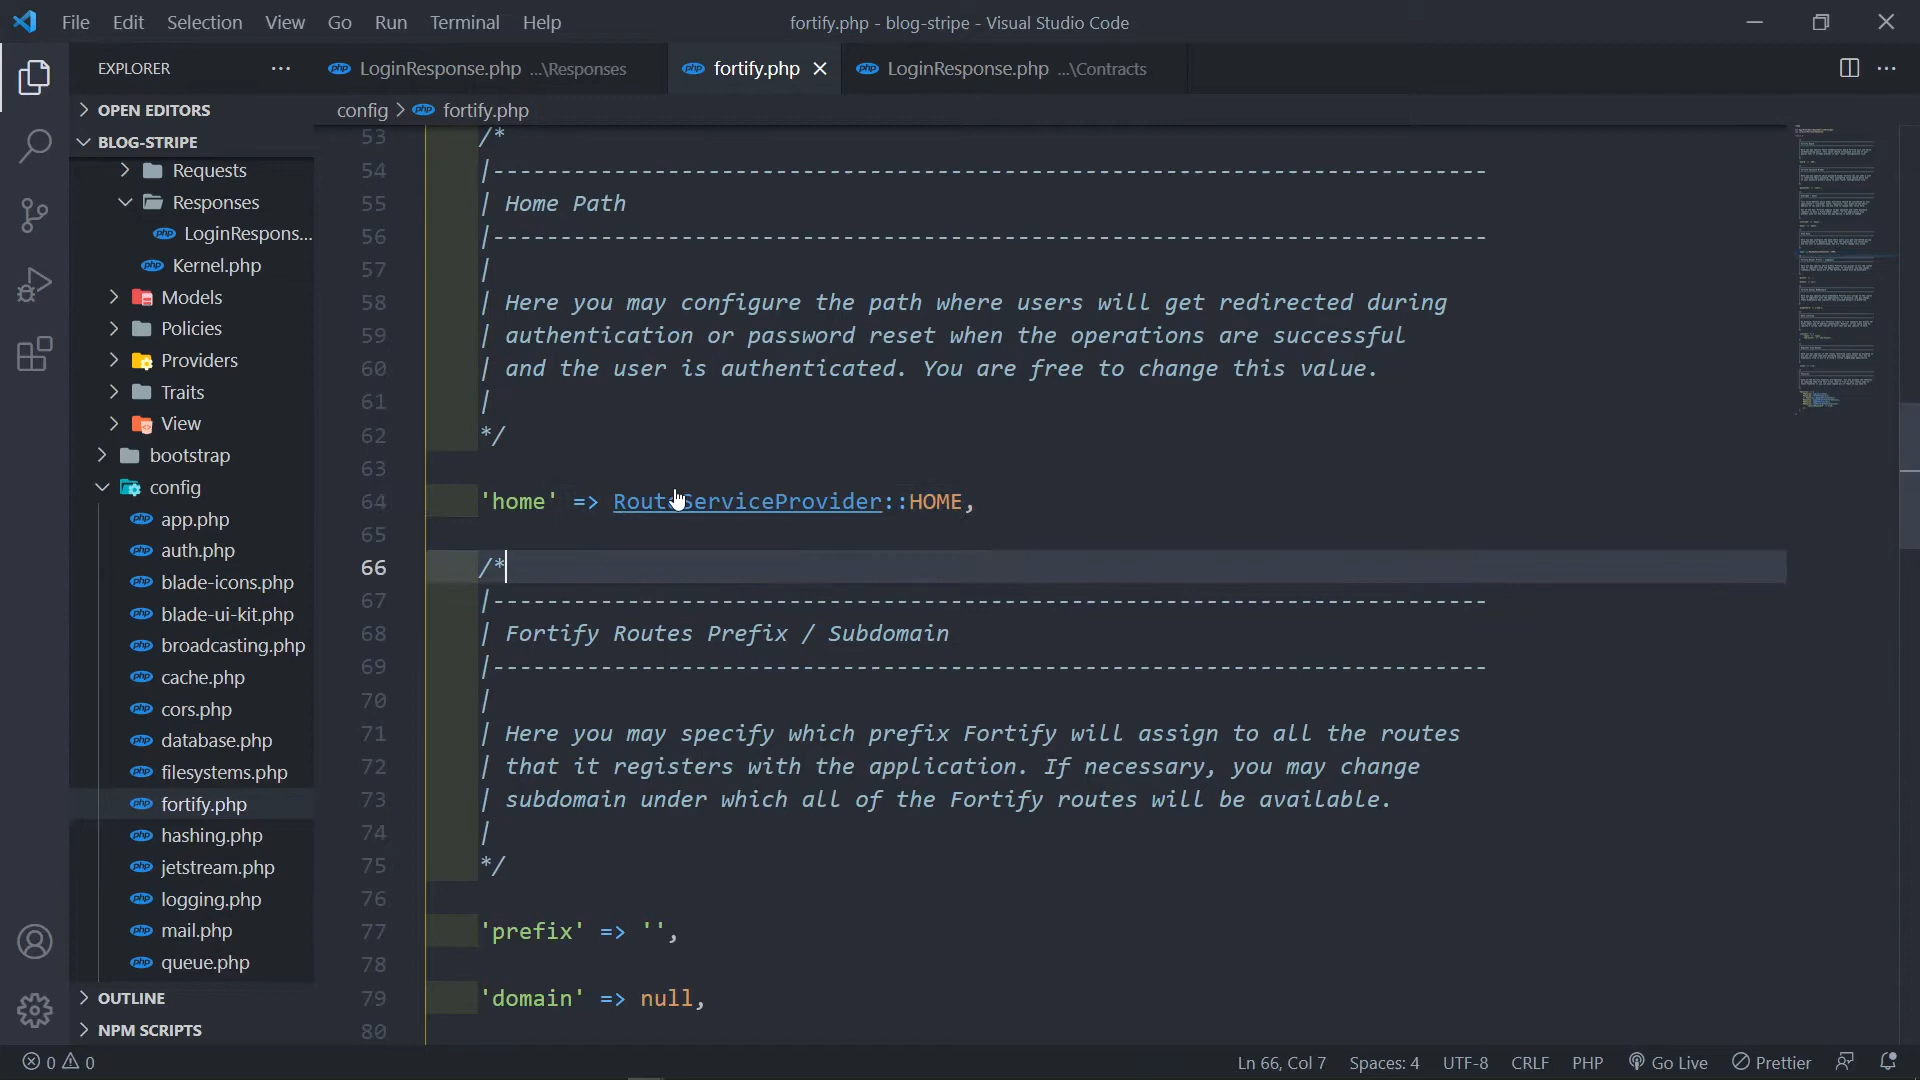 File Edit Selection View Go Run Terminal Help
fortify.php - blog-stripe - Visual Studio Code
EXPLORER
LoginResponse.php ...\Responses
fortify.php
LoginResponse.php ...\Contracts
OPEN EDITORS
BLOG-STRIPE
Requests
Responses
LoginRespons...
Kernel.php
Models
Policies
Providers
Traits
View
bootstrap
config
app.php
auth.php
blade-icons.php
blade-ui-kit.php
broadcasting.php
cache.php
cors.php
database.php
filesystems.php
fortify.php
hashing.php
jetstream.php
logging.php
mail.php
queue.php
OUTLINE
NPM SCRIPTS
config > fortify.php
53 /*
54 |--------------------------------------------------------------------------
55 | Home Path
56 |--------------------------------------------------------------------------
57 |
58 | Here you may configure the path where users will get redirected during
59 | authentication or password reset when the operations are successful
60 | and the user is authenticated. You are free to change this value.
61 |
62 */
63
64 'home' => RouteServiceProvider::HOME,
65
66 /*
67 |--------------------------------------------------------------------------
68 | Fortify Routes Prefix / Subdomain
69 |--------------------------------------------------------------------------
70 |
71 | Here you may specify which prefix Fortify will assign to all the routes
72 | that it registers with the application. If necessary, you may change
73 | subdomain under which all of the Fortify routes will be available.
74 |
75 */
76
77 'prefix' => '',
78
79 'domain' => null,
80
0 0
Ln 66, Col 7 Spaces: 4 UTF-8 CRLF PHP Go Live Prettier